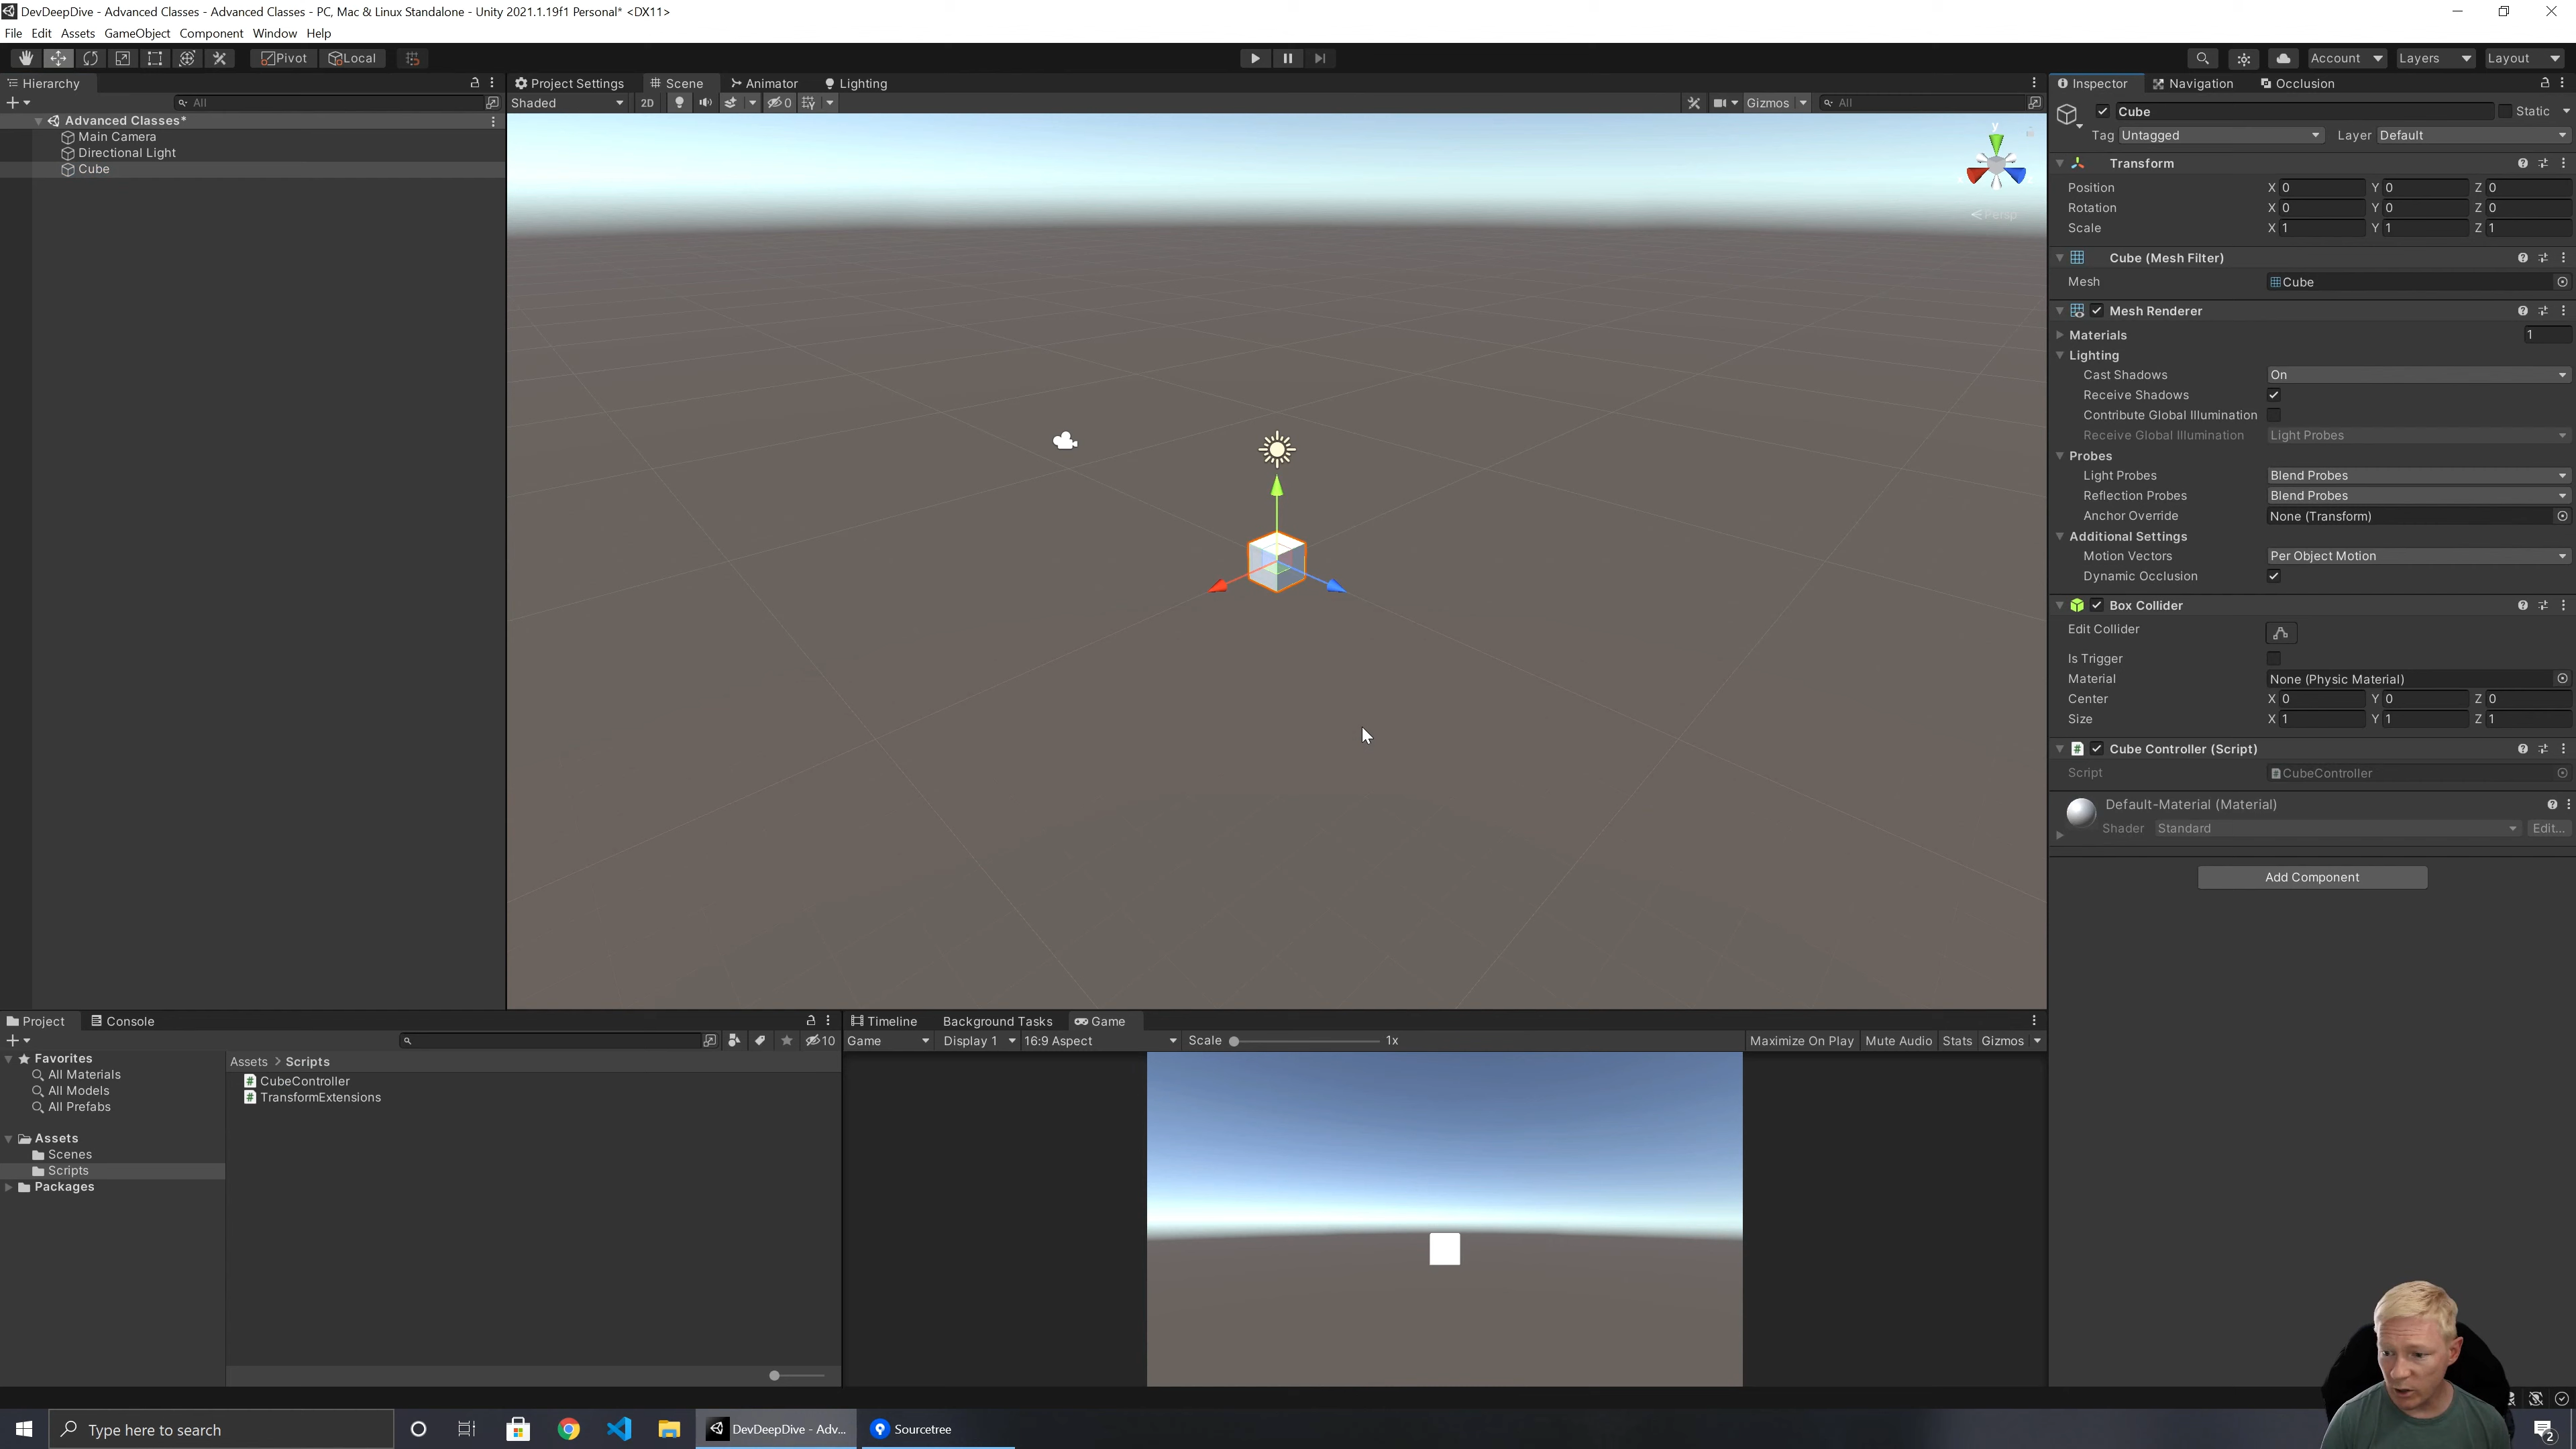 DevDeepDive - Advanced Classes - Advanced Classes - PC, Mac & Linux Standalone - Unity 2021.1.19f1 Personal* <DX11>
File Edit Assets GameObject Component Window Help
Pivot Local Account Layers Layout
Hierarchy
All
Advanced Classes*
Main Camera
Directional Light
Cube
Project Settings Scene Animator Lighting
Shaded 2D 0 Gizmos All
y
Persp
Inspector Navigation Occlusion
Cube Static
Tag Untagged Layer Default
Transform
Position X 0 Y 0 Z 0
Rotation X 0 Y 0 Z 0
Scale X 1 Y 1 Z 1
Cube (Mesh Filter)
Mesh Cube
Mesh Renderer
Materials 1
Lighting
Cast Shadows On
Receive Shadows
Contribute Global Illumination
Receive Global Illumination Light Probes
Probes
Light Probes Blend Probes
Reflection Probes Blend Probes
Anchor Override None (Transform)
Additional Settings
Motion Vectors Per Object Motion
Dynamic Occlusion
Box Collider
Edit Collider
Is Trigger
Material None (Physic Material)
Center X 0 Y 0 Z 0
Size X 1 Y 1 Z 1
Cube Controller (Script)
Script CubeController
Default-Material (Material)
Shader Standard Edit...
Add Component
Project Console
10
Favorites
All Materials
All Models
All Prefabs
Assets
Scenes
Scripts
Packages
Assets > Scripts
CubeController
TransformExtensions
Timeline Background Tasks Game
Game Display 1 16:9 Aspect Scale 1x Maximize On Play Mute Audio Stats Gizmos
Type here to search
DevDeepDive - Adv...
Sourcetree
2